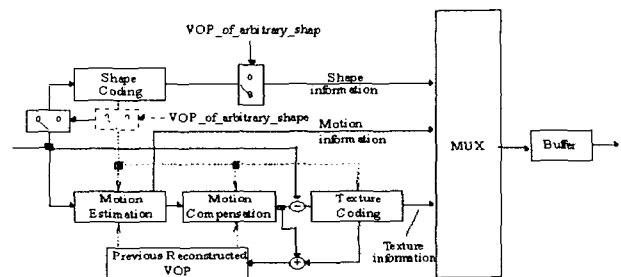 VOP_of_arbitrary_shap
Shape
Coding
Shape
information
VOP_of_arbitrary_shape
Motion
information
MUX
Buffer
Motion
Estimation
Motion
Compensation
Texture
Coding
Texture
information
Previous Reconstructed
VOP